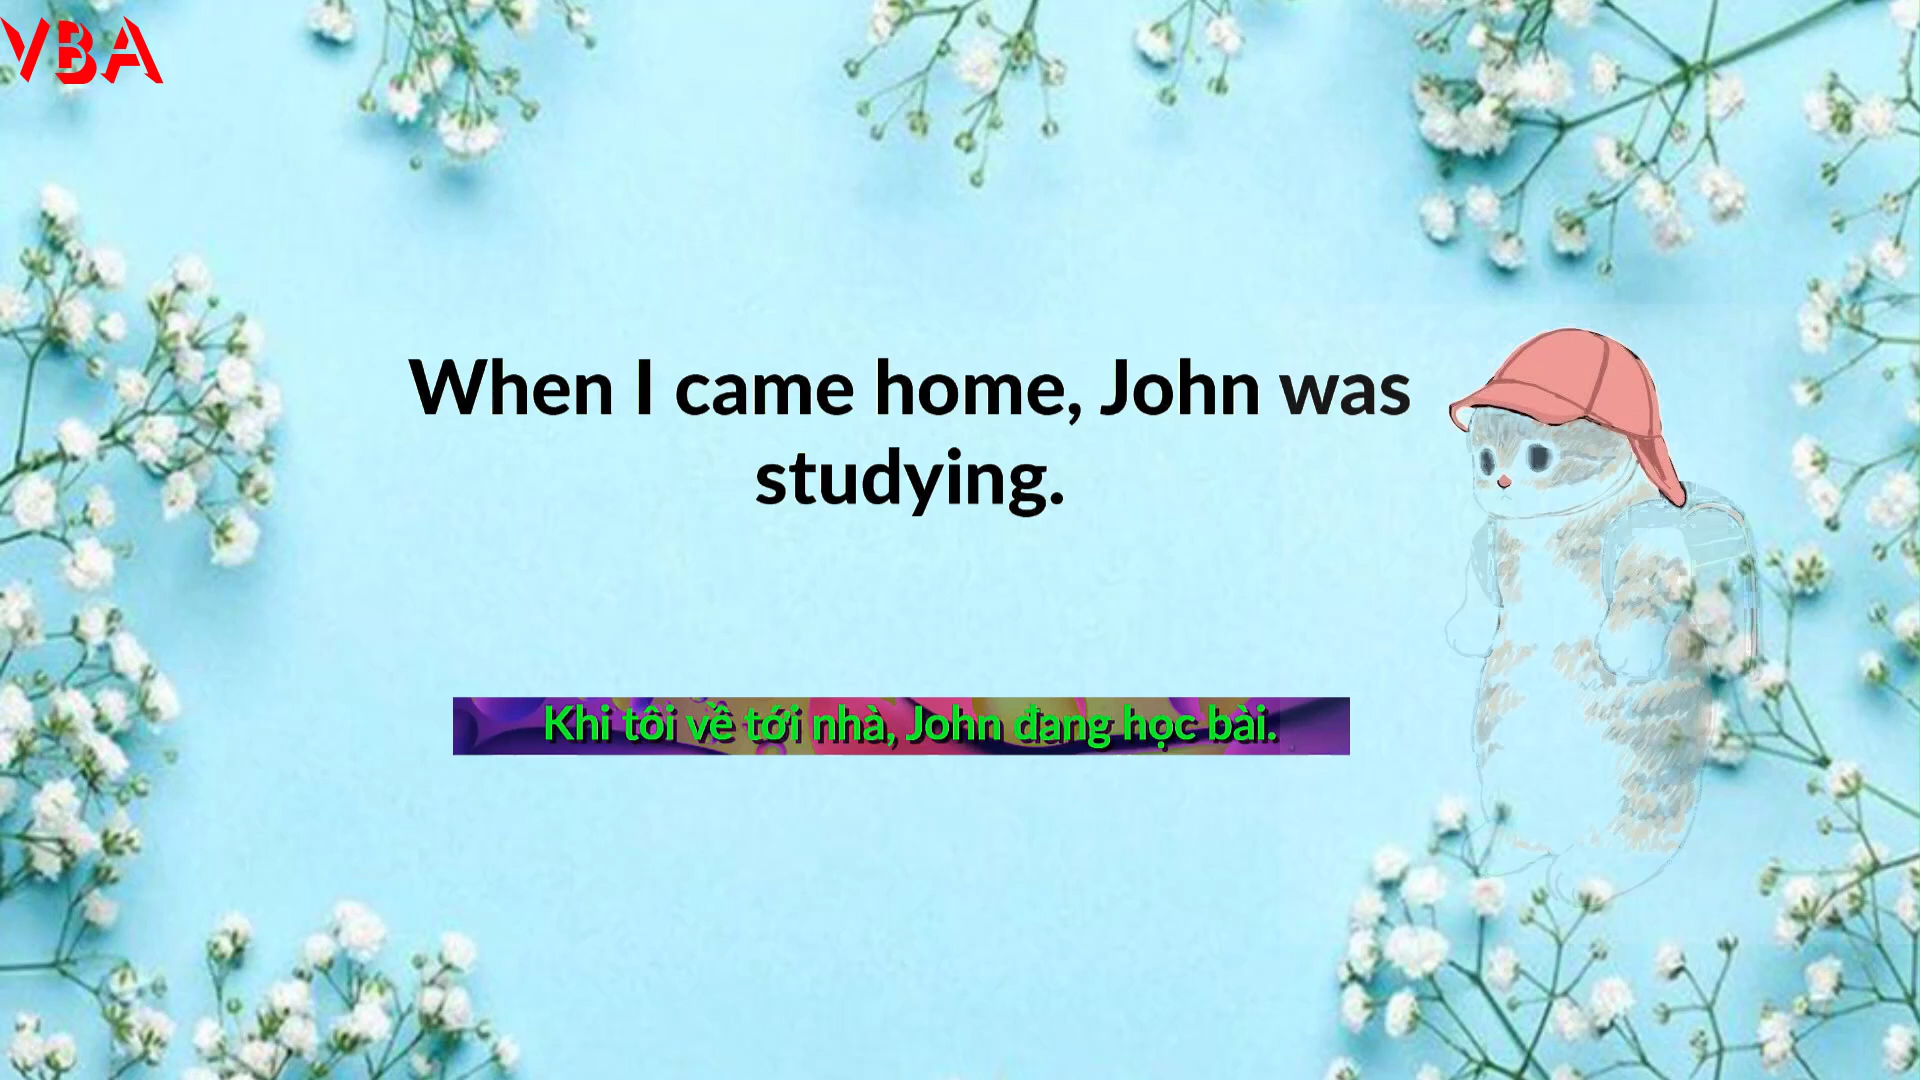 VBA
When I came home, John was
studying.
Khi tôi về tới nhà, John đang học bài.